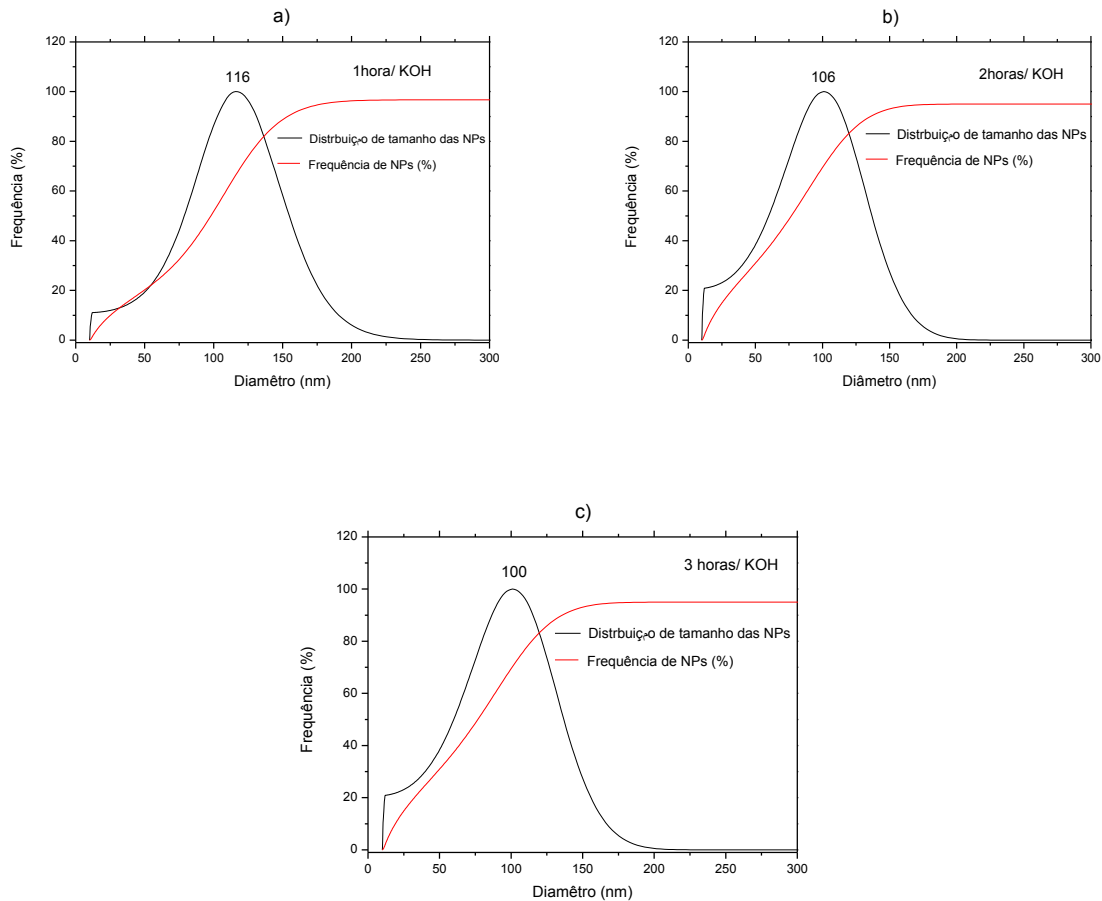 a)
116
1hora/ KOH
Distrbuiç-o de tamanho das NPs
Frequência de NPs (%)
Frequência (%)
120
100
80
60
40
20
0
0 50 100 150 200 250 300
Diamêtro (nm)
b)
106
2horas/ KOH
Distrbuiç-o de tamanho das NPs
Frequência de NPs (%)
Frequência (%)
120
100
80
60
40
20
0
0 50 100 150 200 250 300
Diâmetro (nm)
c)
100
3 horas/ KOH
Distrbuiç-o de tamanho das NPs
Frequência de NPs (%)
Frequência (%)
120
100
80
60
40
20
0
0 50 100 150 200 250 300
Diamêtro (nm)